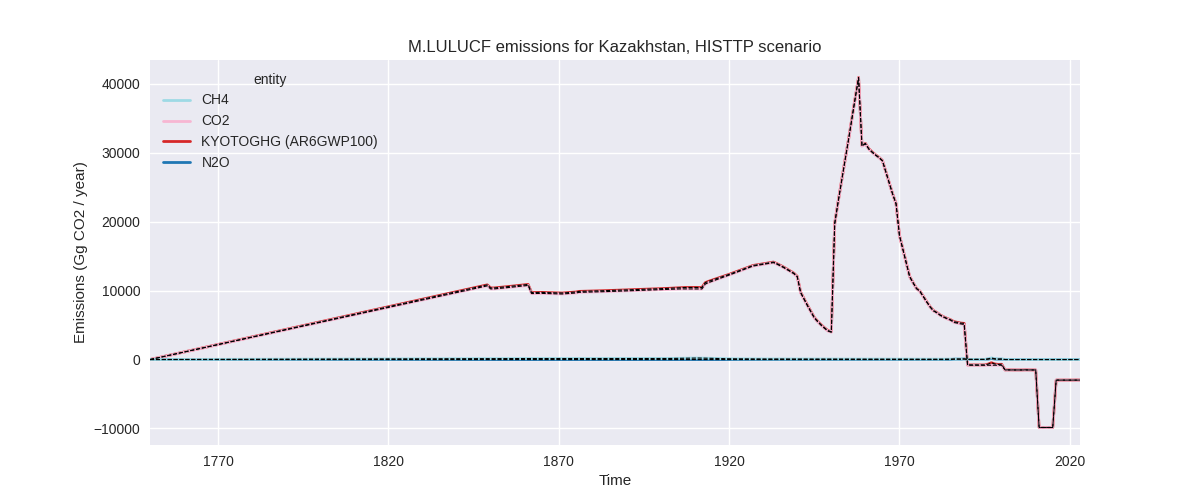 M.LULUCF emissions for Kazakhstan, HISTTP scenario
entity
CH4
CO2
KYOTOGHG (AR6GWP100)
N2O
Emissions (Gg CO2 / year)
40000
30000
20000
10000
0
−10000
1770
1820
1870
1920
1970
2020
Time